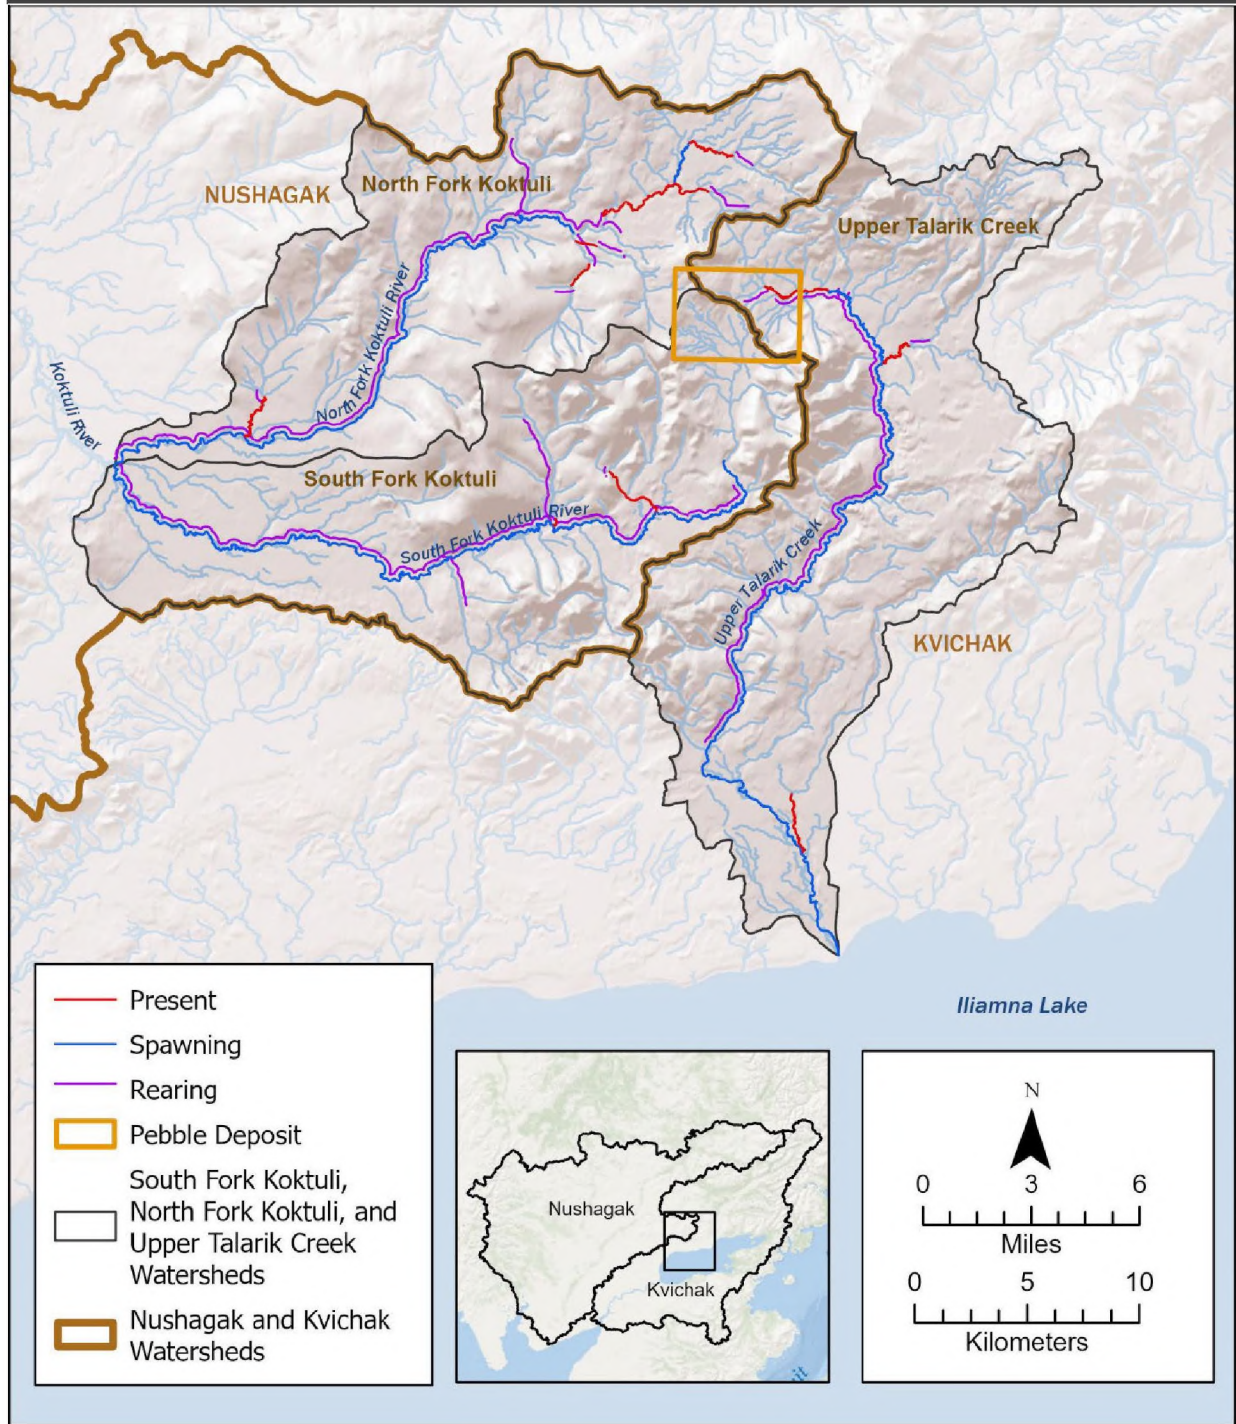 NUSHAGAK
North Fork Koktuli
Upper Talarik Creek
North Fork Koktuli River
Koktuli River
South Fork Koktuli
South Fork Koktuli River
Upper Talarik Creek
KVICHAK
Iliamna Lake
Present
Spawning
Rearing
Pebble Deposit
South Fork Koktuli,
North Fork Koktuli, and
Upper Talarik Creek
Watersheds
Nushagak and Kvichak
Watersheds
Nushagak
Kvichak
N
0 3 6
Miles
0 5 10
Kilometers